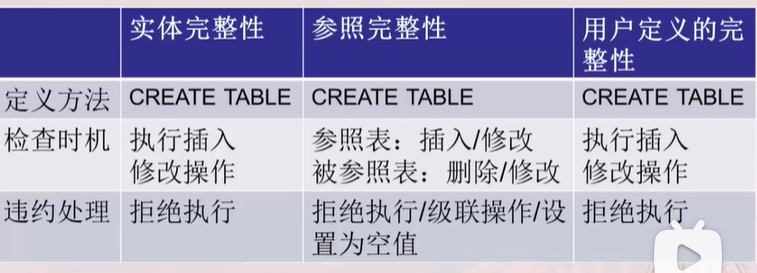 实体完整性 参照完整性 用户定义的完
整性
定义方法 CREATE TABLE CREATE TABLE CREATE TABLE
检查时机 执行插入 参照表：插入/修改 执行插入
修改操作 被参照表：删除/修改 修改操作
违约处理 拒绝执行 拒绝执行/级联操作/设 拒绝执行
置为空值